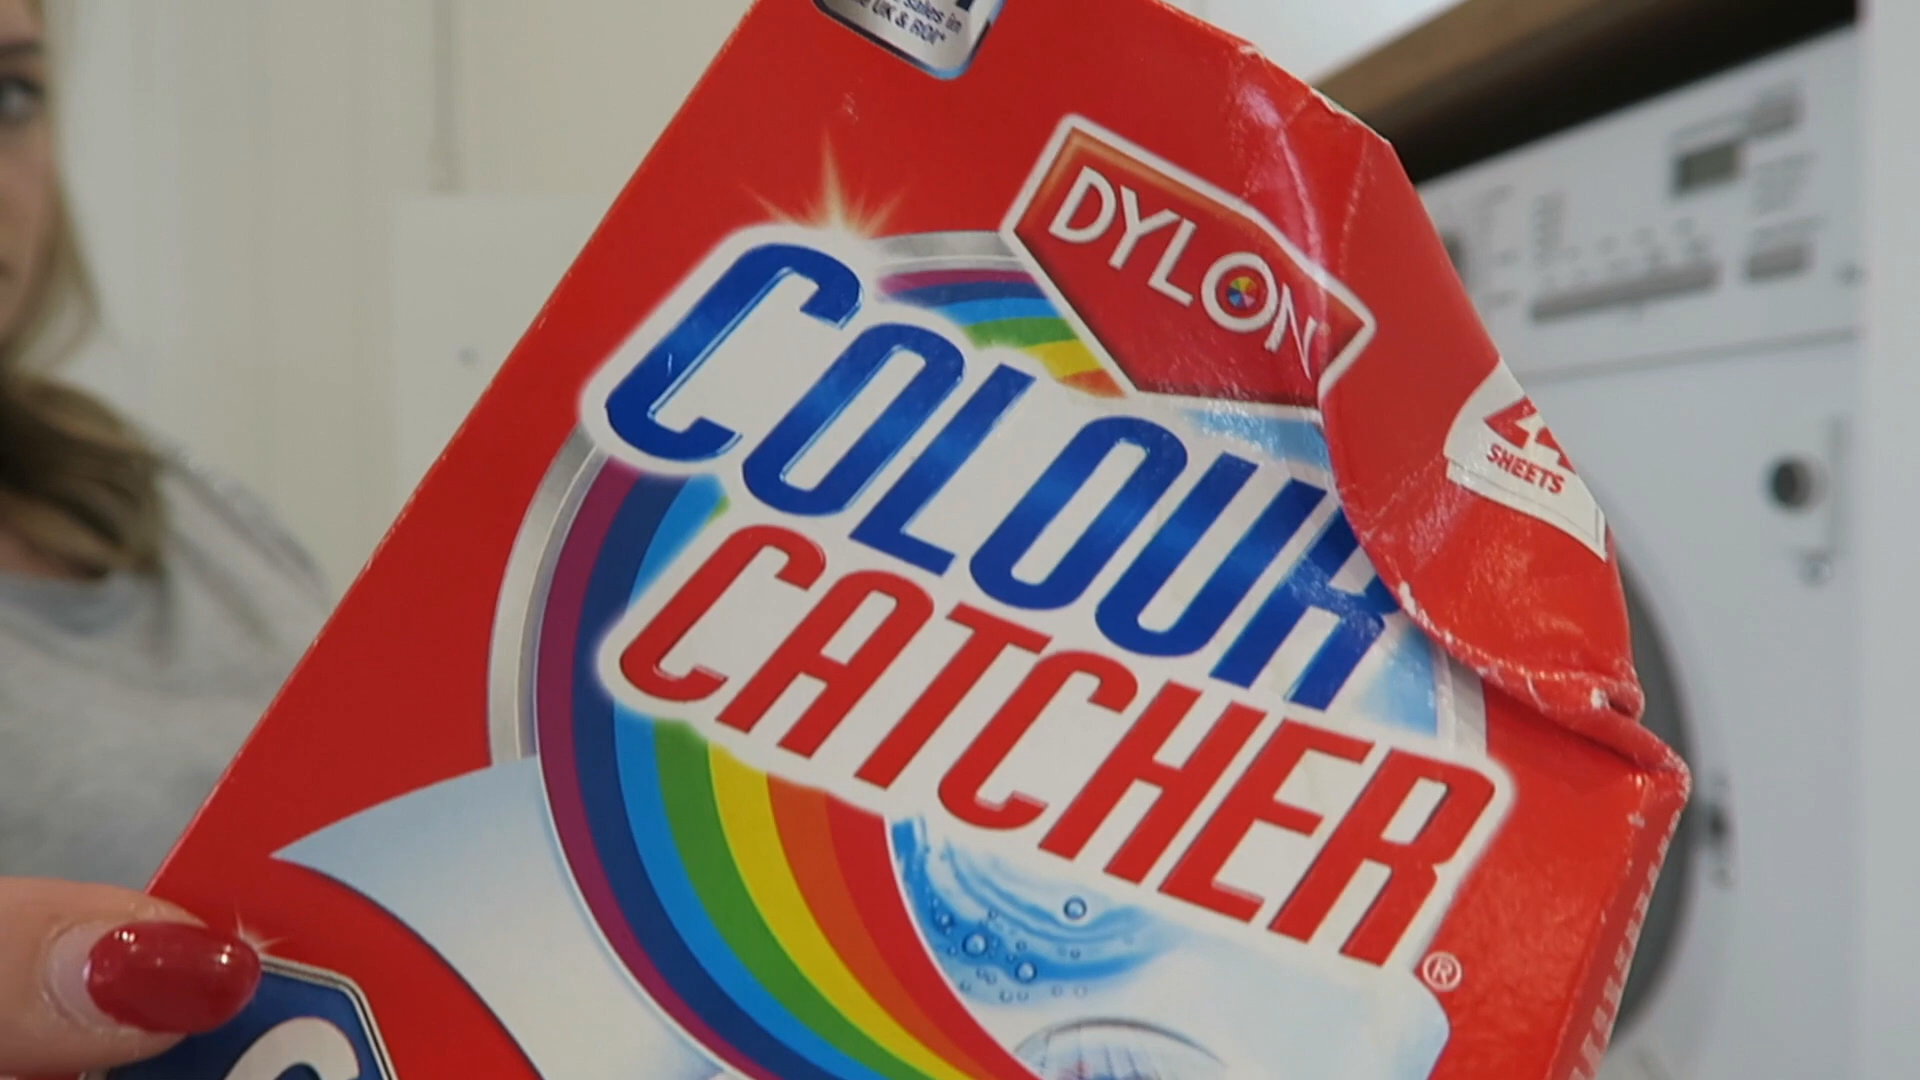 sales in
UK & ROI*
DYLON
COLOUR
CATCHER®
SHEETS